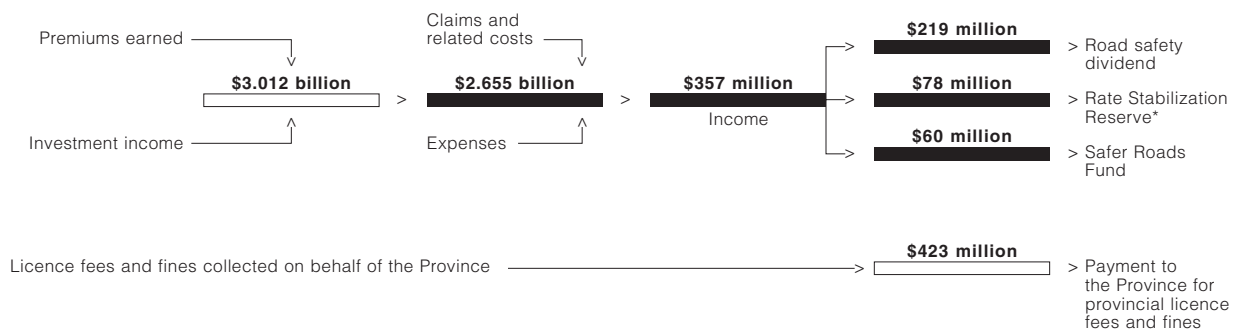 Premiums earned
Claims and
related costs
$3.012 billion
>
$2.655 billion
>
$357 million
Income
Investment income
Expenses
$219 million
> Road safety
dividend
$78 million
> Rate Stabilization
Reserve*
$60 million
> Safer Roads
Fund
Licence fees and fines collected on behalf of the Province
$423 million
> Payment to
the Province for
provincial licence
fees and fines